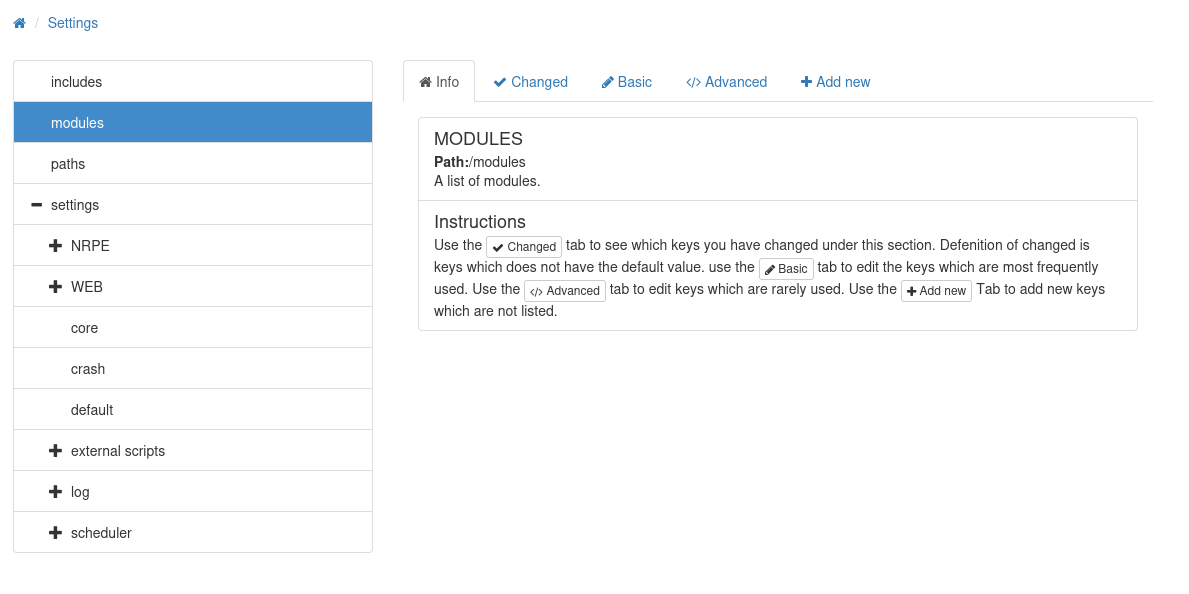 / Settings
includes
modules
paths
settings
NRPE
WEB
core
crash
default
external scripts
log
scheduler
Info Changed Basic </> Advanced Add new
MODULES
Path:/modules
A list of modules.
Instructions
Use the Changed tab to see which keys you have changed under this section. Defenition of changed is
keys which does not have the default value. use the Basic tab to edit the keys which are most frequently
used. Use the </> Advanced tab to edit keys which are rarely used. Use the Add new Tab to add new keys
which are not listed.